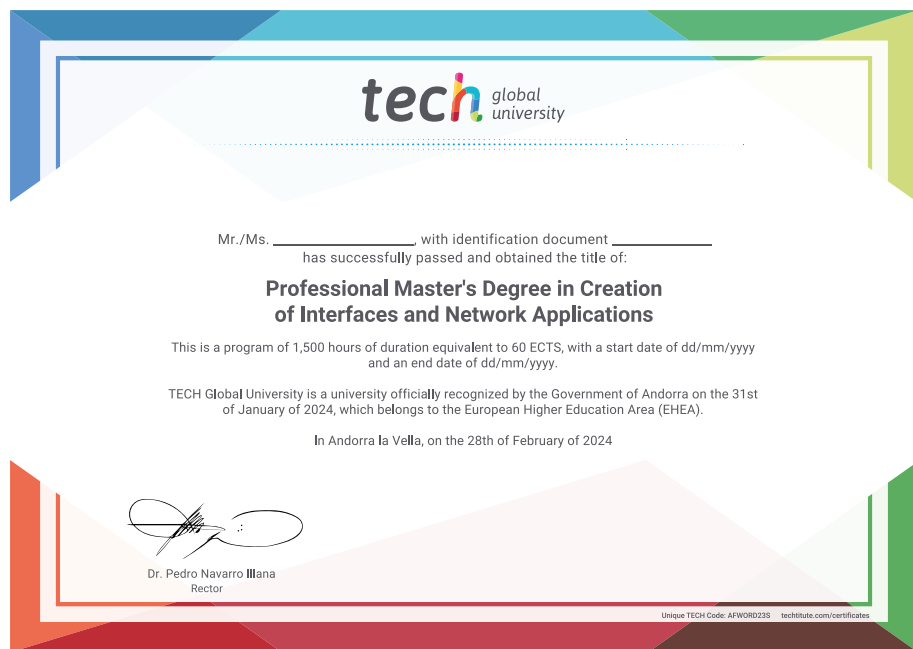 tech global
university
Mr./Ms. ____________, with identification document ____________
has successfully passed and obtained the title of:
Professional Master's Degree in Creation
of Interfaces and Network Applications
This is a program of 1,500 hours of duration equivalent to 60 ECTS, with a start date of dd/mm/yyyy
and an end date of dd/mm/yyyy.
TECH Global University is a university officially recognized by the Government of Andorra on the 31st
of January of 2024, which belongs to the European Higher Education Area (EHEA).
In Andorra la Vella, on the 28th of February of 2024
Dr. Pedro Navarro Illana
Rector
Unique TECH Code: AFWORD23S techtitute.com/certificates